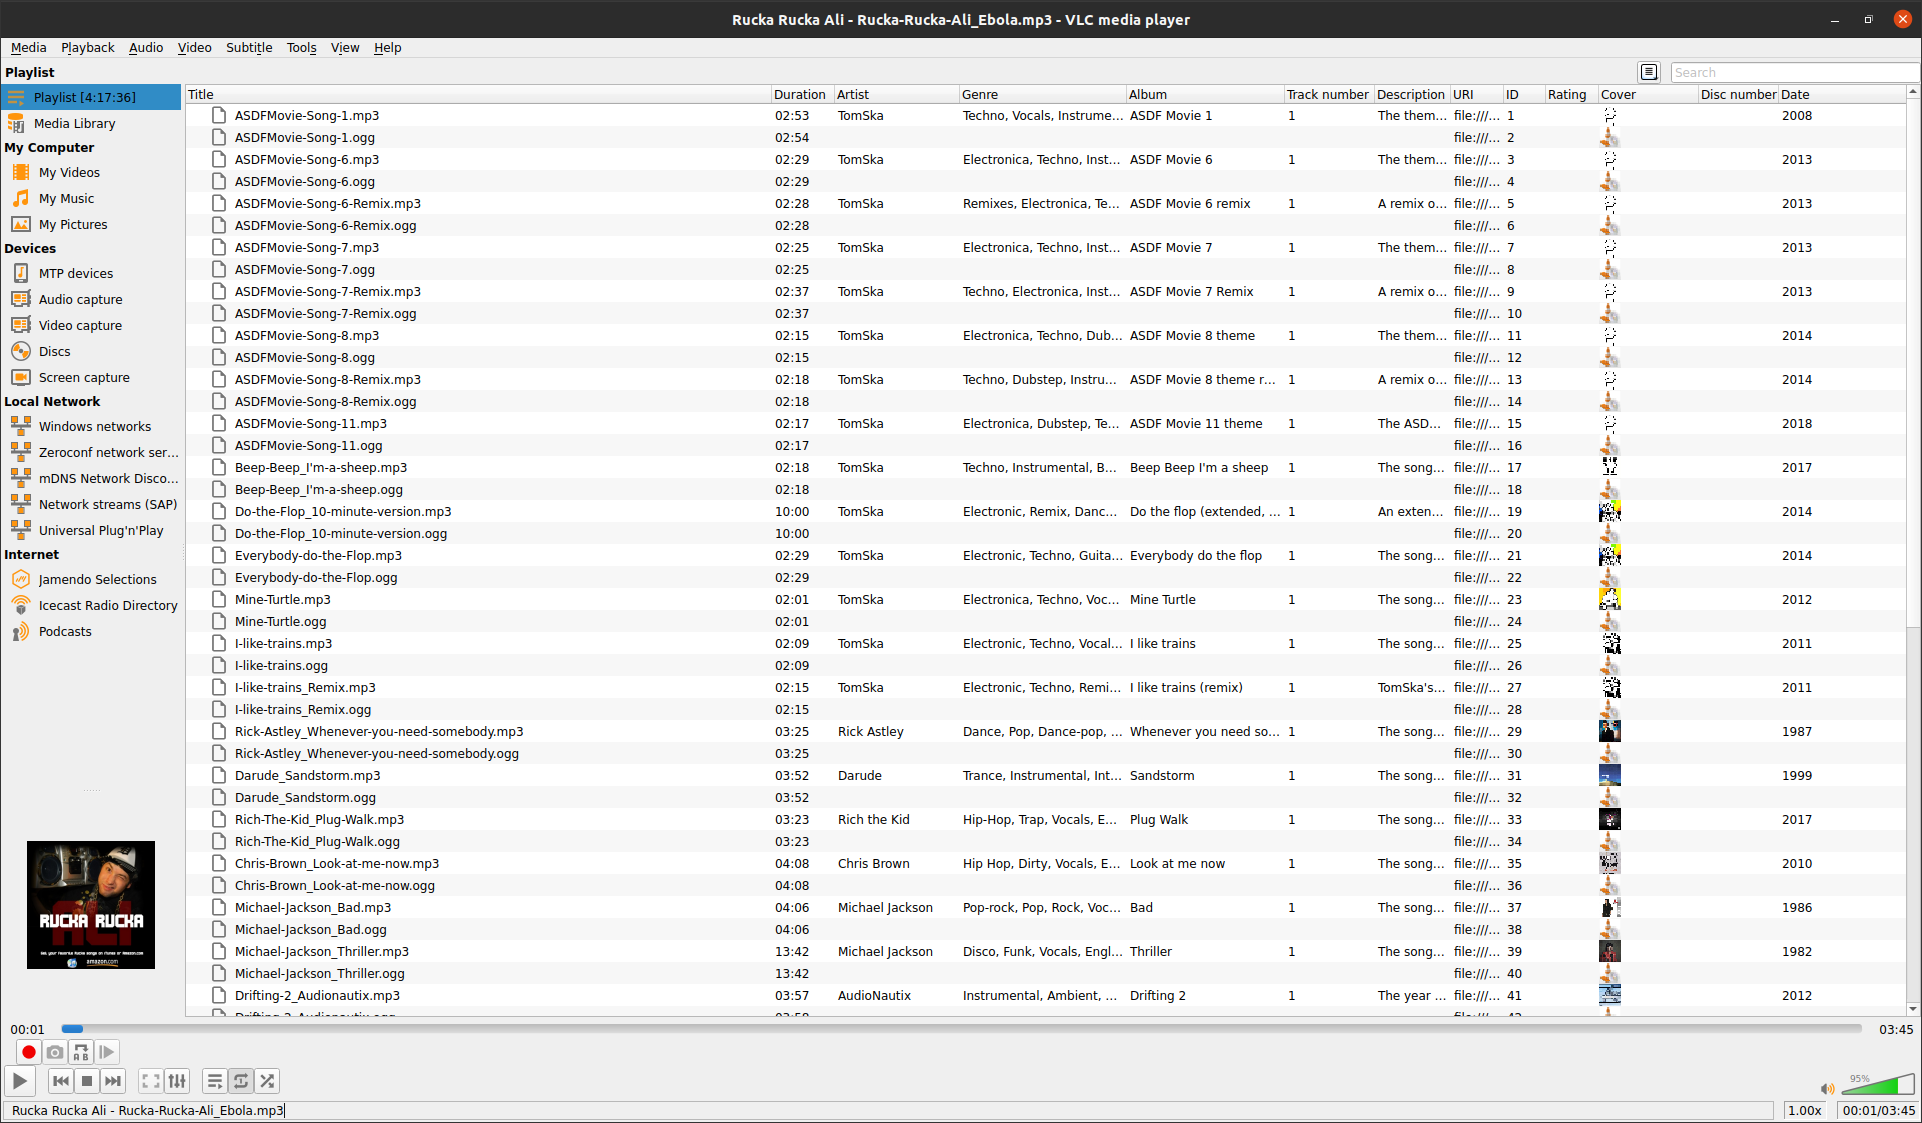 Rucka Rucka Ali - Rucka-Rucka-Ali_Ebola.mp3 - VLC media player
Media Playback Audio Video Subtitle Tools View Help
Playlist
Search
Playlist [4:17:36]
Media Library
My Computer
My Videos
My Music
My Pictures
Devices
MTP devices
Audio capture
Video capture
Discs
Screen capture
Local Network
Windows networks
Zeroconf network ser...
mDNS Network Disco...
Network streams (SAP)
Universal Plug'n'Play
Internet
Jamendo Selections
Icecast Radio Directory
Podcasts
RUCKA RUCKA
ALI
amazon.com
Title Duration Artist Genre Album Track number Description URI ID Rating Cover Disc number Date
ASDFMovie-Song-1.mp3 02:53 TomSka Techno, Vocals, Instrume... ASDF Movie 1 1 The them... file:///... 1 2008
ASDFMovie-Song-1.ogg 02:54 file:///... 2
ASDFMovie-Song-6.mp3 02:29 TomSka Electronica, Techno, Inst... ASDF Movie 6 1 The them... file:///... 3 2013
ASDFMovie-Song-6.ogg 02:29 file:///... 4
ASDFMovie-Song-6-Remix.mp3 02:28 TomSka Remixes, Electronica, Te... ASDF Movie 6 remix 1 A remix o... file:///... 5 2013
ASDFMovie-Song-6-Remix.ogg 02:28 file:///... 6
ASDFMovie-Song-7.mp3 02:25 TomSka Electronica, Techno, Inst... ASDF Movie 7 1 The them... file:///... 7 2013
ASDFMovie-Song-7.ogg 02:25 file:///... 8
ASDFMovie-Song-7-Remix.mp3 02:37 TomSka Techno, Electronica, Inst... ASDF Movie 7 Remix 1 A remix o... file:///... 9 2013
ASDFMovie-Song-7-Remix.ogg 02:37 file:///... 10
ASDFMovie-Song-8.mp3 02:15 TomSka Electronica, Techno, Dub... ASDF Movie 8 theme 1 The them... file:///... 11 2014
ASDFMovie-Song-8.ogg 02:15 file:///... 12
ASDFMovie-Song-8-Remix.mp3 02:18 TomSka Techno, Dubstep, Instru... ASDF Movie 8 theme r... 1 A remix o... file:///... 13 2014
ASDFMovie-Song-8-Remix.ogg 02:18 file:///... 14
ASDFMovie-Song-11.mp3 02:17 TomSka Electronica, Dubstep, Te... ASDF Movie 11 theme 1 The ASD... file:///... 15 2018
ASDFMovie-Song-11.ogg 02:17 file:///... 16
Beep-Beep_I'm-a-sheep.mp3 02:18 TomSka Techno, Instrumental, B... Beep Beep I'm a sheep 1 The song... file:///... 17 2017
Beep-Beep_I'm-a-sheep.ogg 02:18 file:///... 18
Do-the-Flop_10-minute-version.mp3 10:00 TomSka Electronic, Remix, Danc... Do the flop (extended, ... 1 An exten... file:///... 19 2014
Do-the-Flop_10-minute-version.ogg 10:00 file:///... 20
Everybody-do-the-Flop.mp3 02:29 TomSka Electronic, Techno, Guita... Everybody do the flop 1 The song... file:///... 21 2014
Everybody-do-the-Flop.ogg 02:29 file:///... 22
Mine-Turtle.mp3 02:01 TomSka Electronica, Techno, Voc... Mine Turtle 1 The song... file:///... 23 2012
Mine-Turtle.ogg 02:01 file:///... 24
I-like-trains.mp3 02:09 TomSka Electronic, Techno, Vocal... I like trains 1 The song... file:///... 25 2011
I-like-trains.ogg 02:09 file:///... 26
I-like-trains_Remix.mp3 02:15 TomSka Electronic, Techno, Remi... I like trains (remix) 1 TomSka's... file:///... 27 2011
I-like-trains_Remix.ogg 02:15 file:///... 28
Rick-Astley_Whenever-you-need-somebody.mp3 03:25 Rick Astley Dance, Pop, Dance-pop, ... Whenever you need so... 1 The song... file:///... 29 1987
Rick-Astley_Whenever-you-need-somebody.ogg 03:25 file:///... 30
Darude_Sandstorm.mp3 03:52 Darude Trance, Instrumental, Int... Sandstorm 1 The song... file:///... 31 1999
Darude_Sandstorm.ogg 03:52 file:///... 32
Rich-The-Kid_Plug-Walk.mp3 03:23 Rich the Kid Hip-Hop, Trap, Vocals, E... Plug Walk 1 The song... file:///... 33 2017
Rich-The-Kid_Plug-Walk.ogg 03:23 file:///... 34
Chris-Brown_Look-at-me-now.mp3 04:08 Chris Brown Hip Hop, Dirty, Vocals, E... Look at me now 1 The song... file:///... 35 2010
Chris-Brown_Look-at-me-now.ogg 04:08 file:///... 36
Michael-Jackson_Bad.mp3 04:06 Michael Jackson Pop-rock, Pop, Rock, Voc... Bad 1 The song... file:///... 37 1986
Michael-Jackson_Bad.ogg 04:06 file:///... 38
Michael-Jackson_Thriller.mp3 13:42 Michael Jackson Disco, Funk, Vocals, Engl... Thriller 1 The song... file:///... 39 1982
Michael-Jackson_Thriller.ogg 13:42 file:///... 40
Drifting-2_Audionautix.mp3 03:57 AudioNautix Instrumental, Ambient, ... Drifting 2 1 The year ... file:///... 41 2012
Drifting-2_Audionautix.ogg 03:58 file:///... 42
00:01 03:45
A B
95%
Rucka Rucka Ali - Rucka-Rucka-Ali_Ebola.mp3 1.00x 00:01/03:45